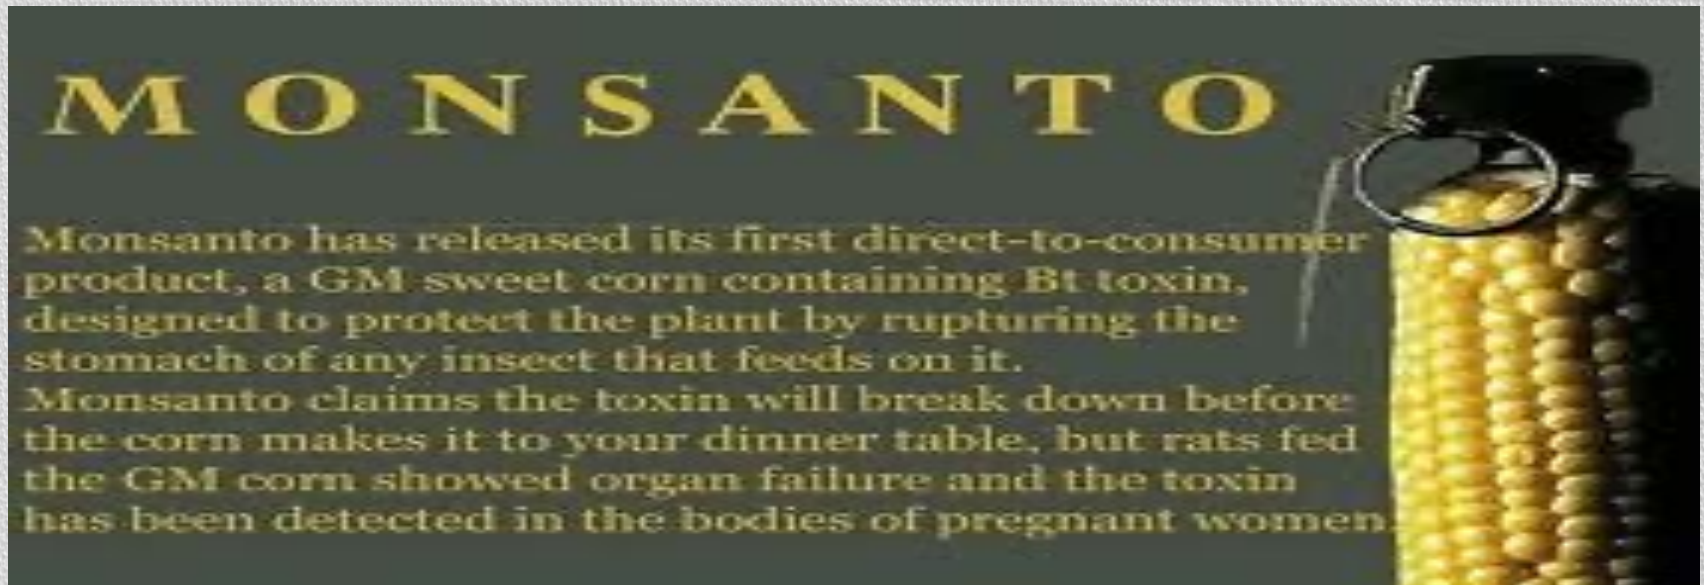 MONSANTO
Monsanto has released its first direct-to-consumer
product, a GM sweet corn containing Bt toxin,
designed to protect the plant by rupturing the
stomach of any insect that feeds on it.
Monsanto claims the toxin will break down before
the corn makes it to your dinner table, but rats fed
the GM corn showed organ failure and the toxin
has been detected in the bodies of pregnant women.